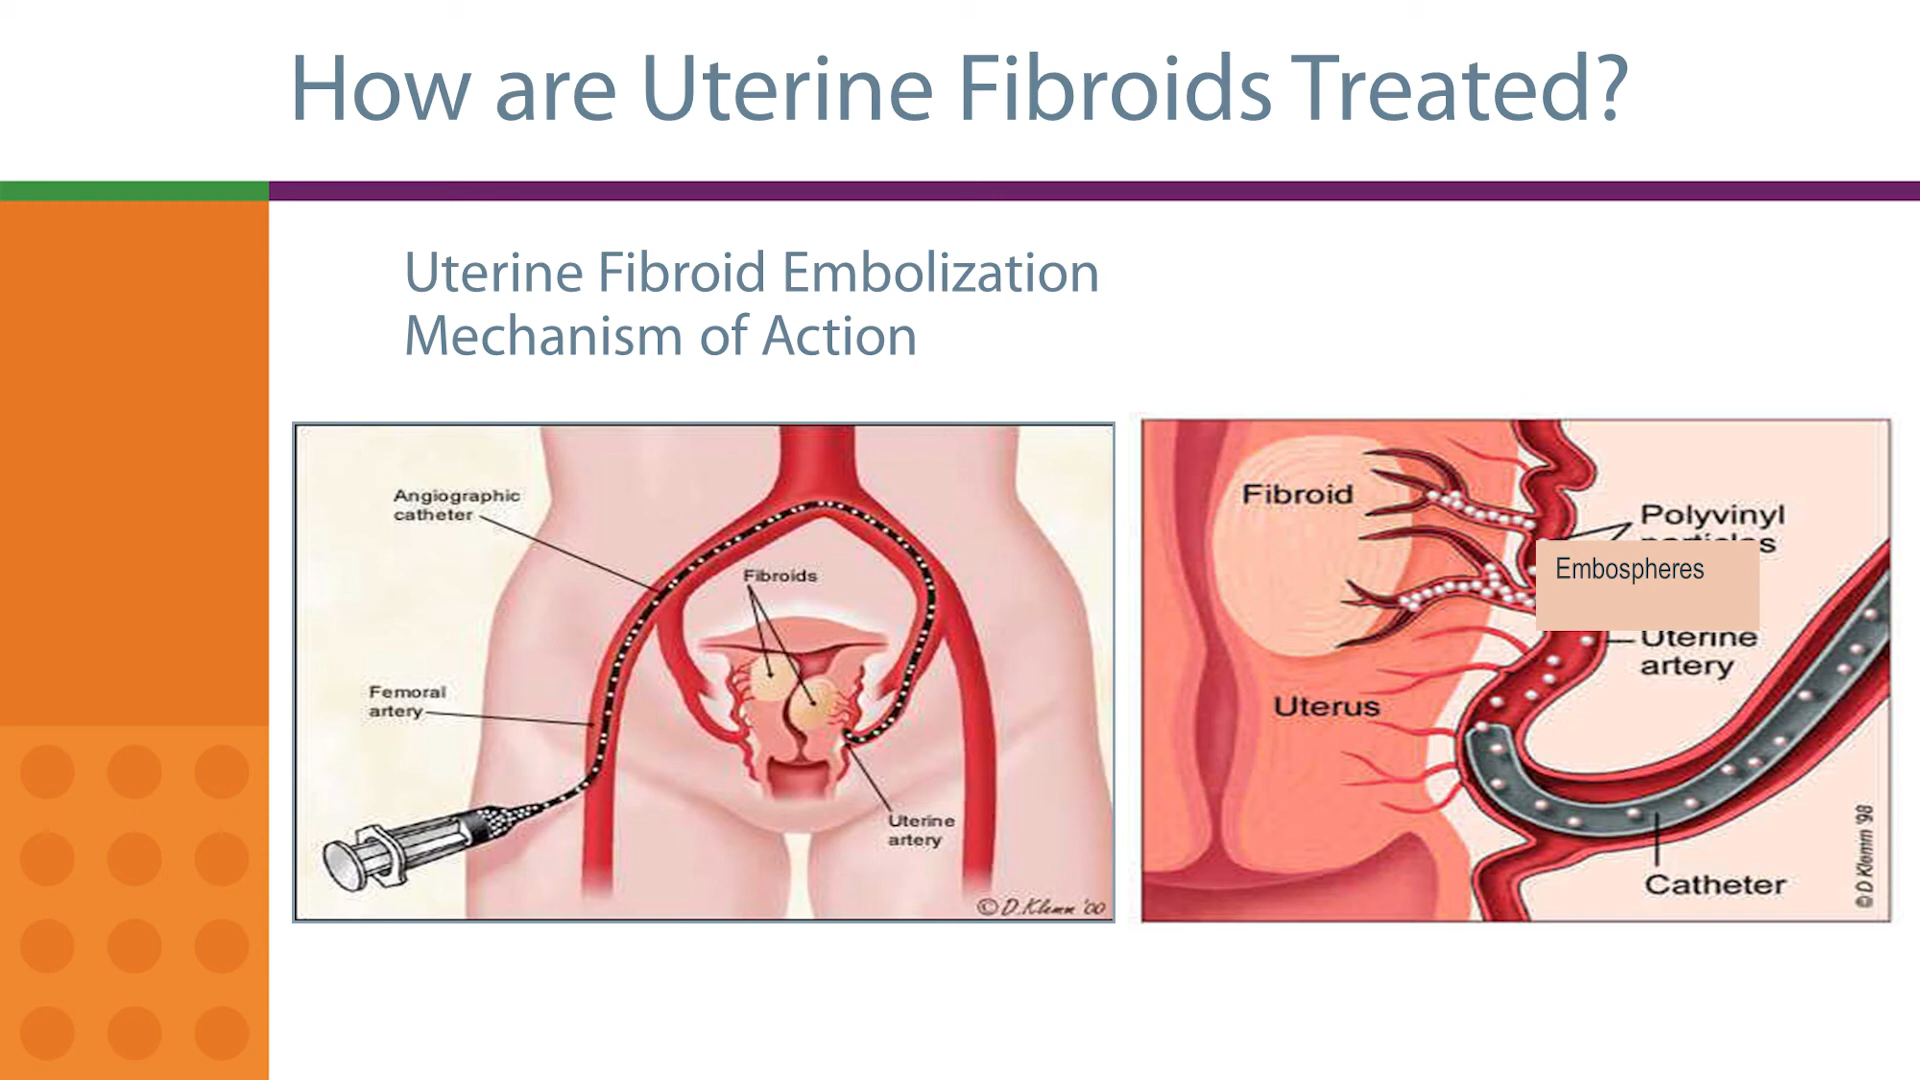 How are Uterine Fibroids Treated?
Uterine Fibroid Embolization
Mechanism of Action
Angiographic
catheter
Fibroids
Femoral
artery
Uterine
artery
© D.Klemm '00
Fibroid
Polyvinyl
Embospheres
Uterine
artery
Uterus
Catheter
© D Klemm '98